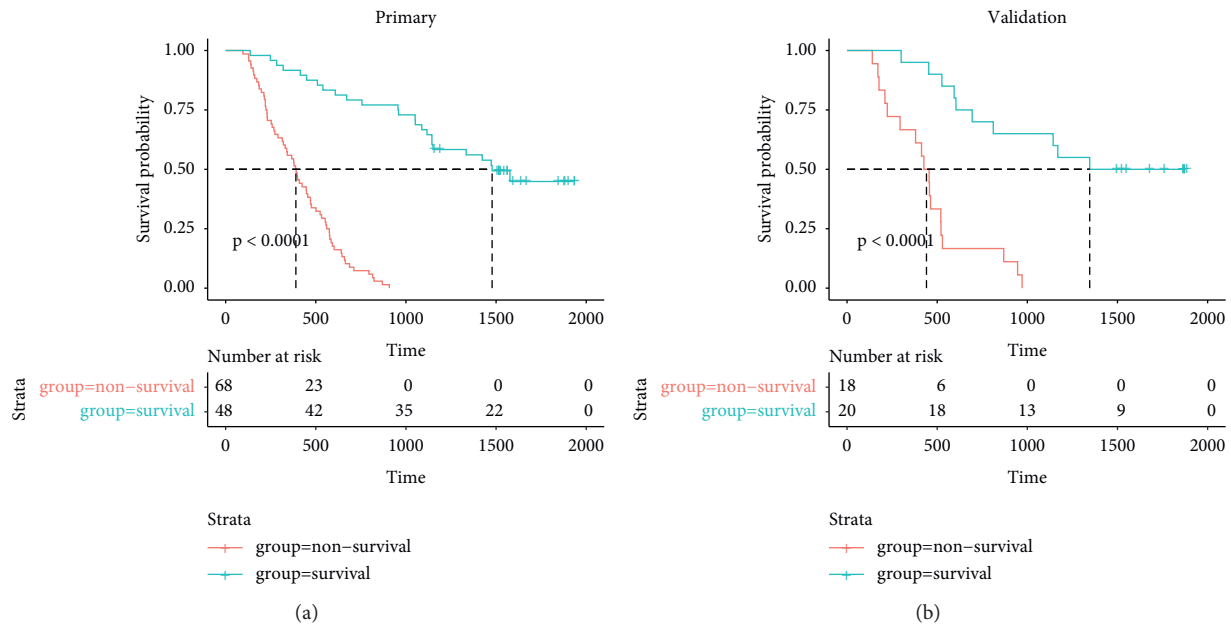 Primary
Survival probability
1.00
0.75
0.50
0.25
0.00
p < 0.0001
0 500 1000 1500 2000
Time
Number at risk
Strata
group=non−survival 68 23 0 0 0
group=survival 48 42 35 22 0
0 500 1000 1500 2000
Time
Strata
group=non−survival
group=survival
(a)
Validation
Survival probability
1.00
0.75
0.50
0.25
0.00
p < 0.0001
0 500 1000 1500 2000
Time
Number at risk
Strata
group=non−survival 18 6 0 0 0
group=survival 20 18 13 9 0
0 500 1000 1500 2000
Time
Strata
group=non−survival
group=survival
(b)